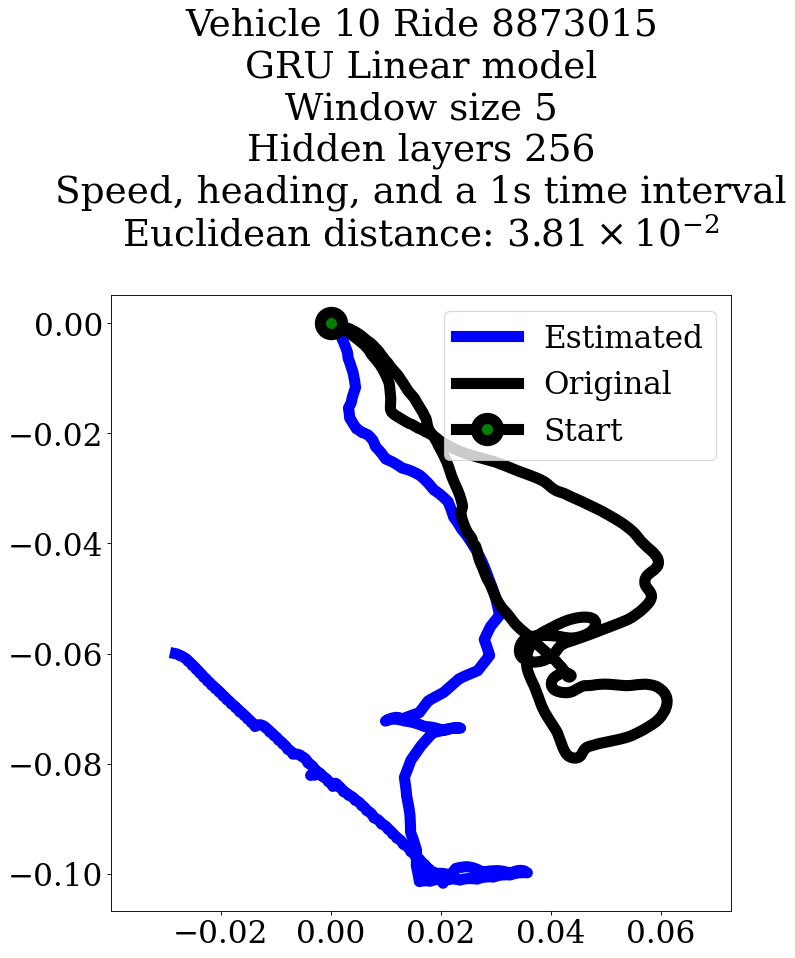 Vehicle 10 Ride 8873015
GRU Linear model
Window size 5
Hidden layers 256
Speed, heading, and a 1s time interval
Euclidean distance: 3.81 × 10⁻²
Estimated
Original
Start
0.00
−0.02
−0.04
−0.06
−0.08
−0.10
−0.02 0.00 0.02 0.04 0.06